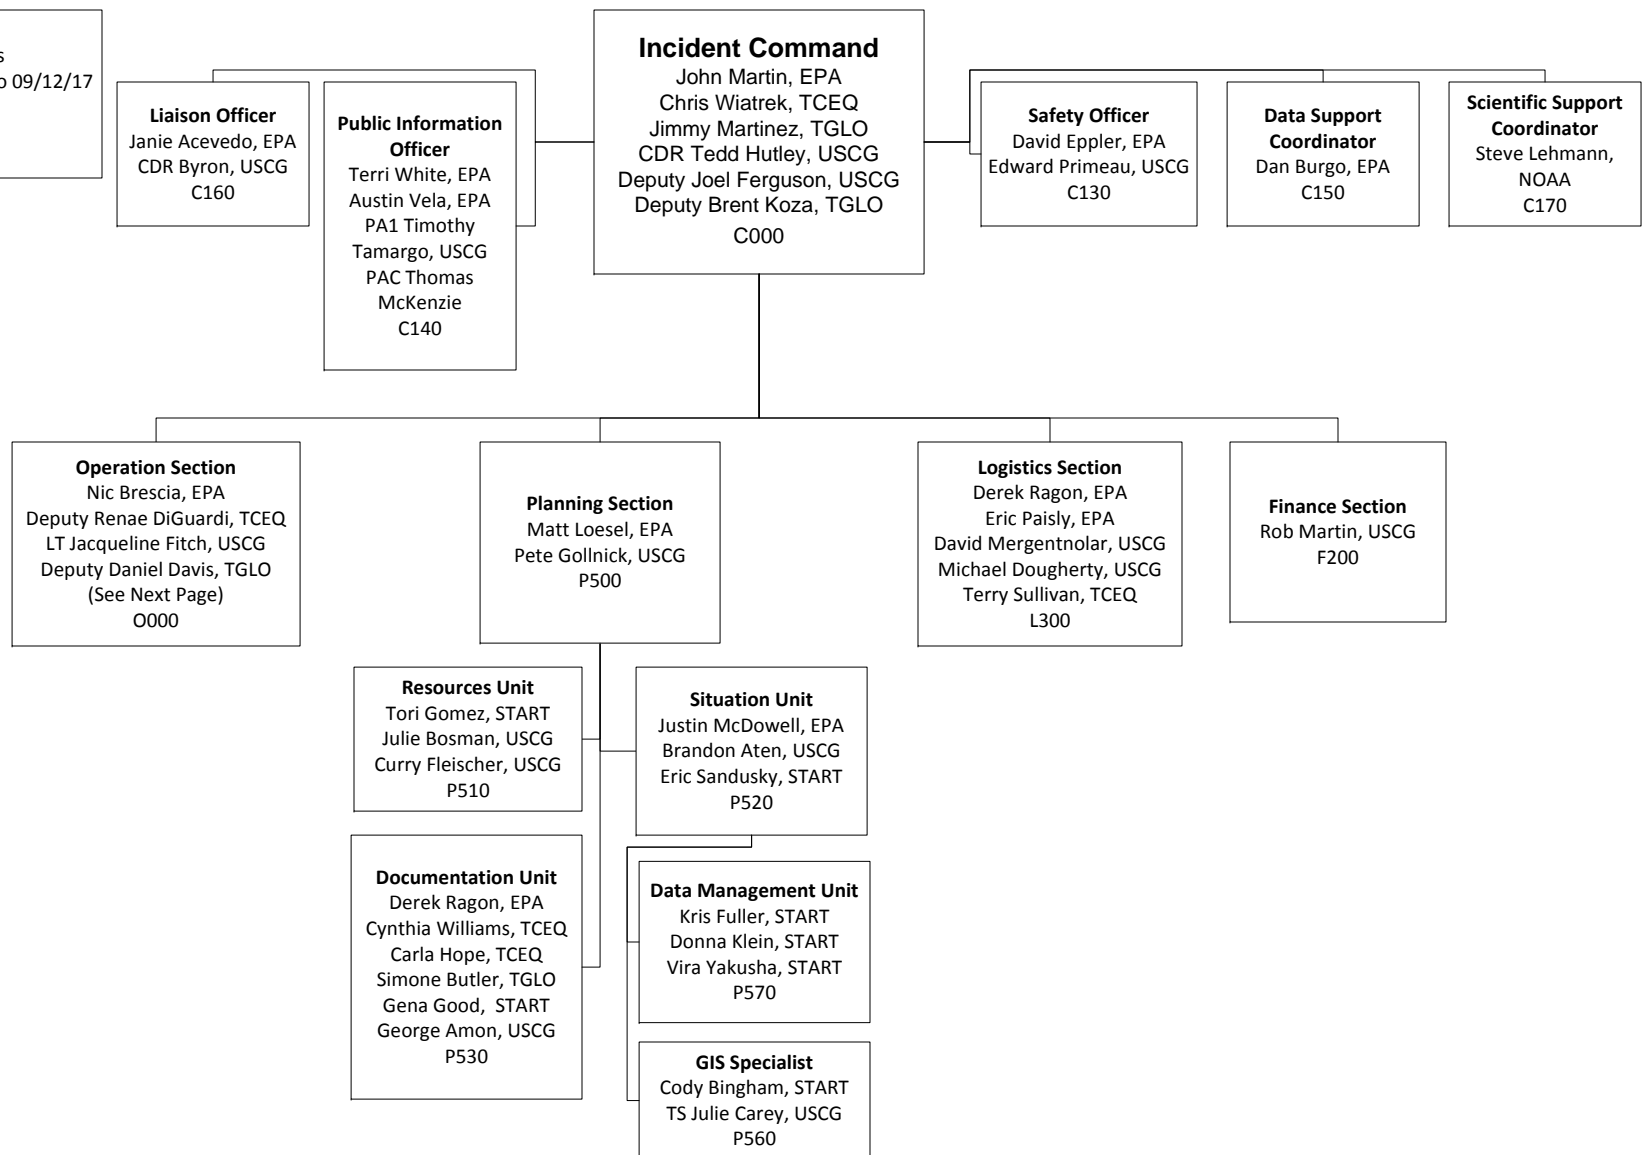 09/12/17
Incident Command
John Martin, EPA
Chris Wiatrek, TCEQ
Jimmy Martinez, TGLO
CDR Tedd Hutley, USCG
Deputy Joel Ferguson, USCG
Deputy Brent Koza, TGLO
C000
Liaison Officer
Janie Acevedo, EPA
CDR Byron, USCG
C160
Public Information
Officer
Terri White, EPA
Austin Vela, EPA
PA1 Timothy
Tamargo, USCG
PAC Thomas
McKenzie
C140
Safety Officer
David Eppler, EPA
Edward Primeau, USCG
C130
Data Support
Coordinator
Dan Burgo, EPA
C150
Scientific Support
Coordinator
Steve Lehmann,
NOAA
C170
Operation Section
Nic Brescia, EPA
Deputy Renae DiGuardi, TCEQ
LT Jacqueline Fitch, USCG
Deputy Daniel Davis, TGLO
(See Next Page)
O000
Planning Section
Matt Loesel, EPA
Pete Gollnick, USCG
P500
Logistics Section
Derek Ragon, EPA
Eric Paisly, EPA
David Mergentnolar, USCG
Michael Dougherty, USCG
Terry Sullivan, TCEQ
L300
Finance Section
Rob Martin, USCG
F200
Resources Unit
Tori Gomez, START
Julie Bosman, USCG
Curry Fleischer, USCG
P510
Situation Unit
Justin McDowell, EPA
Brandon Aten, USCG
Eric Sandusky, START
P520
Documentation Unit
Derek Ragon, EPA
Cynthia Williams, TCEQ
Carla Hope, TCEQ
Simone Butler, TGLO
Gena Good, START
George Amon, USCG
P530
Data Management Unit
Kris Fuller, START
Donna Klein, START
Vira Yakusha, START
P570
GIS Specialist
Cody Bingham, START
TS Julie Carey, USCG
P560